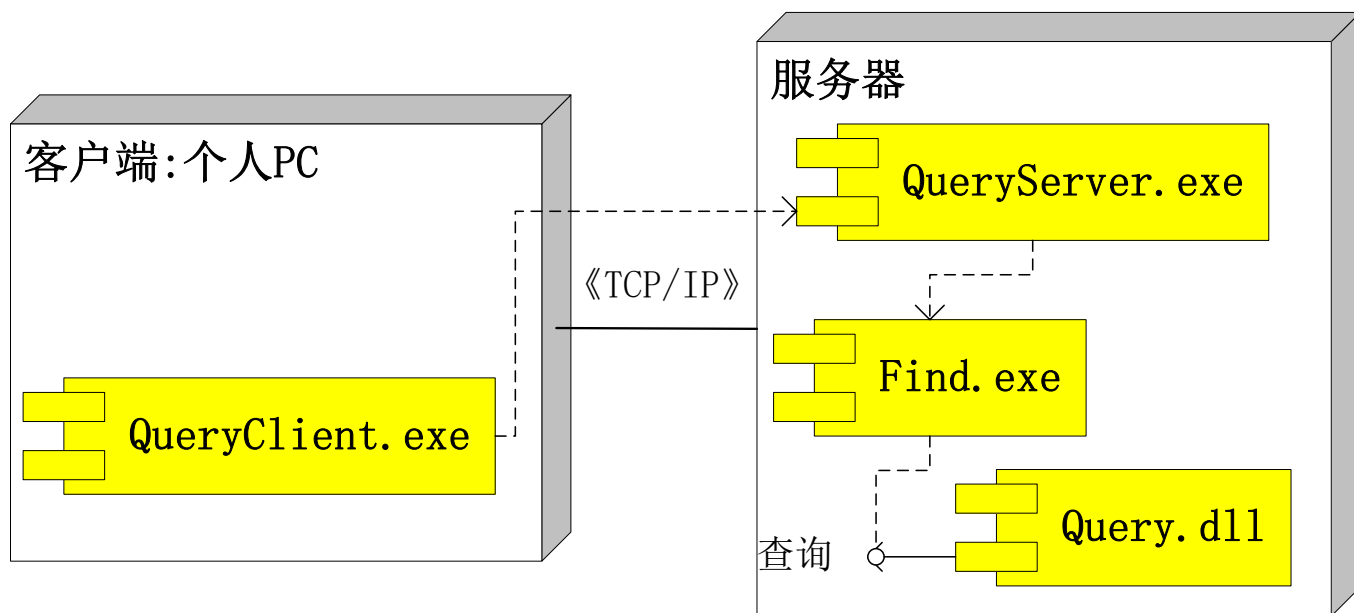 服务器
客户端:个人PC
QueryServer.exe
《TCP/IP》
Find.exe
QueryClient.exe
Query.dll
查询